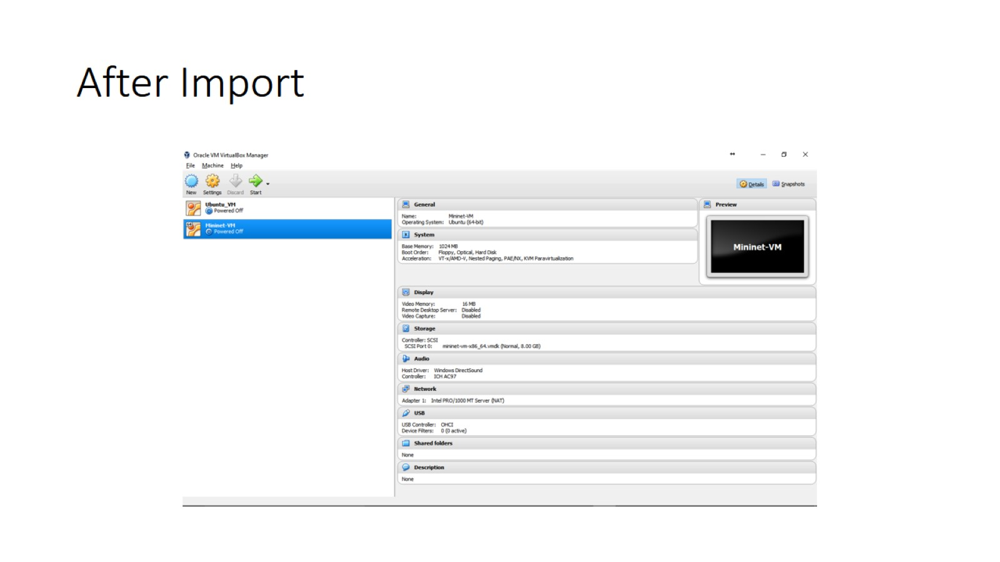 After Import
Oracle VM VirtualBox Manager
File Machine Help
New Settings Discard Start
Details Snapshots
Ubuntu_VM
Powered Off
64
Mininet-VM
Powered Off
General
Name: Mininet-VM
Operating System: Ubuntu (64-bit)
System
Base Memory: 1024 MB
Boot Order: Floppy, Optical, Hard Disk
Acceleration: VT-x/AMD-V, Nested Paging, PAE/NX, KVM Paravirtualization
Preview
Mininet-VM
Display
Video Memory: 16 MB
Remote Desktop Server: Disabled
Video Capture: Disabled
Storage
Controller: SCSI
SCSI Port 0: mininet-vm-x86_64.vmdk (Normal, 8.00 GB)
Audio
Host Driver: Windows DirectSound
Controller: ICH AC97
Network
Adapter 1: Intel PRO/1000 MT Server (NAT)
USB
USB Controller: OHCI
Device Filters: 0 (0 active)
Shared folders
None
Description
None